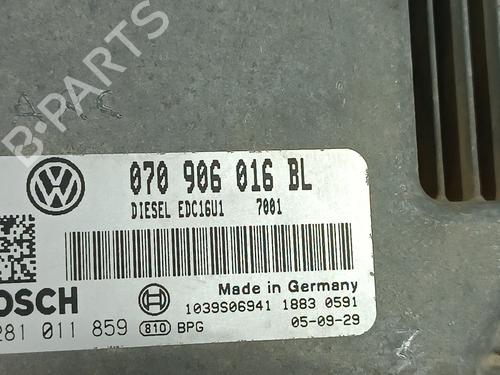 B-PARTS
070 906 016 BL
DIESEL EDC16U1 7001
Made in Germany
OSCH
1039S06941 1883 0591
281 011 859 810 BPG 05-09-29